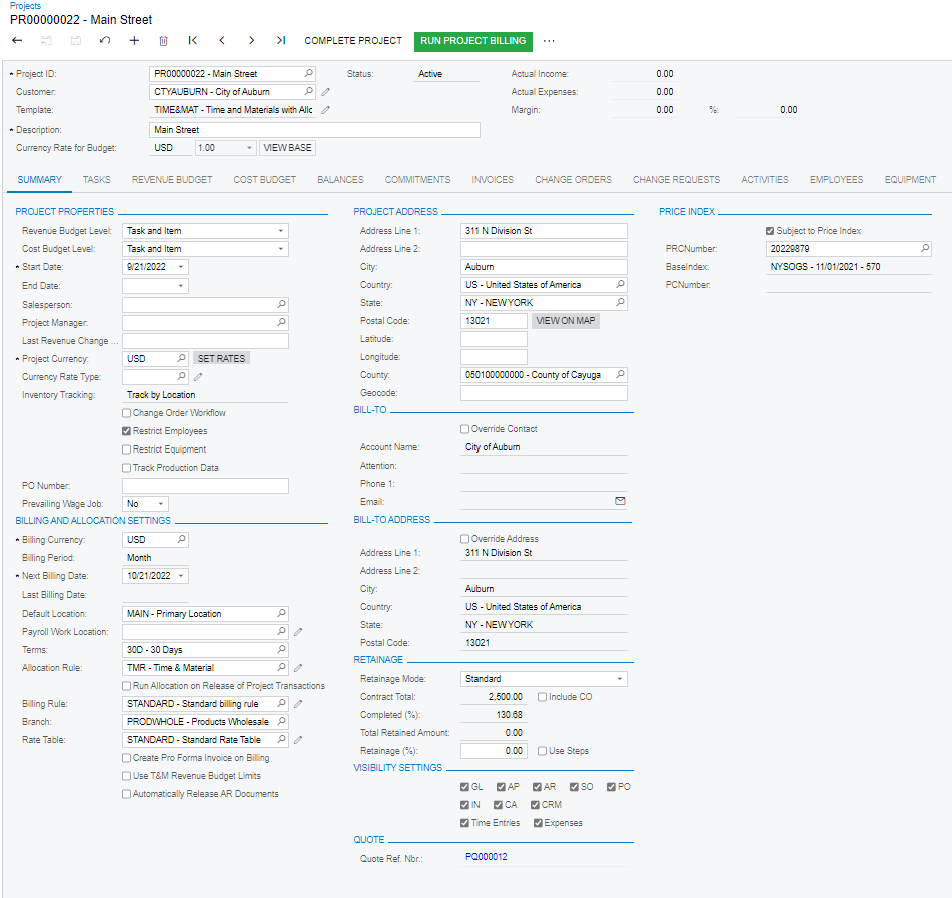 Projects
PR00000022 - Main Street
COMPLETE PROJECT RUN PROJECT BILLING ...
Project ID: PR00000022 - Main Street Status: Active Actual Income: 0.00
Customer: CTYAUBURN - City of Auburn Actual Expenses: 0.00
Template: TIME&MAT - Time and Materials with Allc Margin: 0.00 %: 0.00
Description: Main Street
Currency Rate for Budget: USD 1.00 VIEW BASE
SUMMARY TASKS REVENUE BUDGET COST BUDGET BALANCES COMMITMENTS INVOICES CHANGE ORDERS CHANGE REQUESTS ACTIVITIES EMPLOYEES EQUIPMENT
PROJECT PROPERTIES
Revenue Budget Level: Task and Item
Cost Budget Level: Task and Item
Start Date: 9/21/2022
End Date:
Salesperson:
Project Manager:
Last Revenue Change ...
Project Currency: USD SET RATES
Currency Rate Type:
Inventory Tracking: Track by Location
Change Order Workflow
Restrict Employees
Restrict Equipment
Track Production Data
PO Number:
Prevailing Wage Job: No
BILLING AND ALLOCATION SETTINGS
Billing Currency: USD
Billing Period: Month
Next Billing Date: 10/21/2022
Last Billing Date:
Default Location: MAIN - Primary Location
Payroll Work Location:
Terms: 30D - 30 Days
Allocation Rule: TMR - Time & Material
Run Allocation on Release of Project Transactions
Billing Rule: STANDARD - Standard billing rule
Branch: PRODWHOLE - Products Wholesale
Rate Table: STANDARD - Standard Rate Table
Create Pro Forma Invoice on Billing
Use T&M Revenue Budget Limits
Automatically Release AR Documents
PROJECT ADDRESS
Address Line 1: 311 N Division St
Address Line 2:
City: Auburn
Country: US - United States of America
State: NY - NEW YORK
Postal Code: 13021 VIEW ON MAP
Latitude:
Longitude:
County: 050100000000 - County of Cayuga
Geocode:
BILL-TO
Override Contact
Account Name: City of Auburn
Attention:
Phone 1:
Email:
BILL-TO ADDRESS
Override Address
Address Line 1: 311 N Division St
Address Line 2:
City: Auburn
Country: US - United States of America
State: NY - NEW YORK
Postal Code: 13021
RETAINAGE
Retainage Mode: Standard
Contract Total: 2,500.00 Include CO
Completed (%): 130.68
Total Retained Amount: 0.00
Retainage (%): 0.00 Use Steps
VISIBILITY SETTINGS
GL AP AR SO PO
IN CA CRM
Time Entries Expenses
QUOTE
Quote Ref. Nbr.: PQ000012
PRICE INDEX
Subject to Price Index
PRCNumber: 20229879
BaseIndex: NYSOGS - 11/01/2021 - 570
PCNumber: